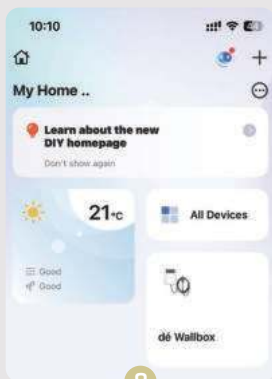 10:10
My Home ..
Learn about the new
DIY homepage
Don't show again
21°C
All Devices
Good
Good
dé Wallbox